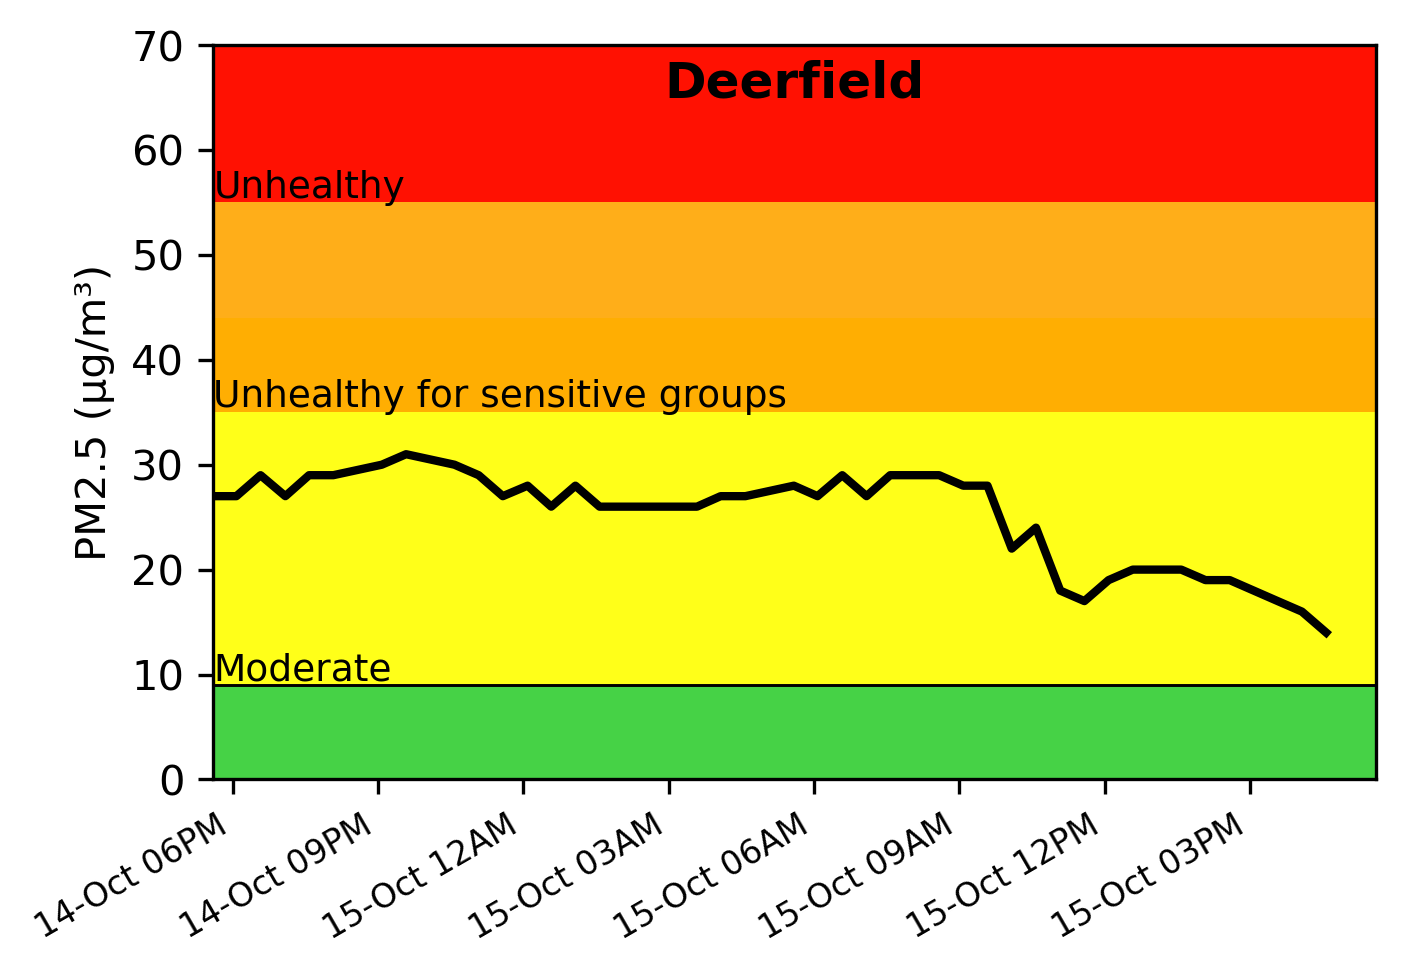 Deerfield
70
60
50
40
30
20
10
0
PM2.5 (µg/m³)
Unhealthy
Unhealthy for sensitive groups
Moderate
14-Oct 06PM
14-Oct 09PM
15-Oct 12AM
15-Oct 03AM
15-Oct 06AM
15-Oct 09AM
15-Oct 12PM
15-Oct 03PM